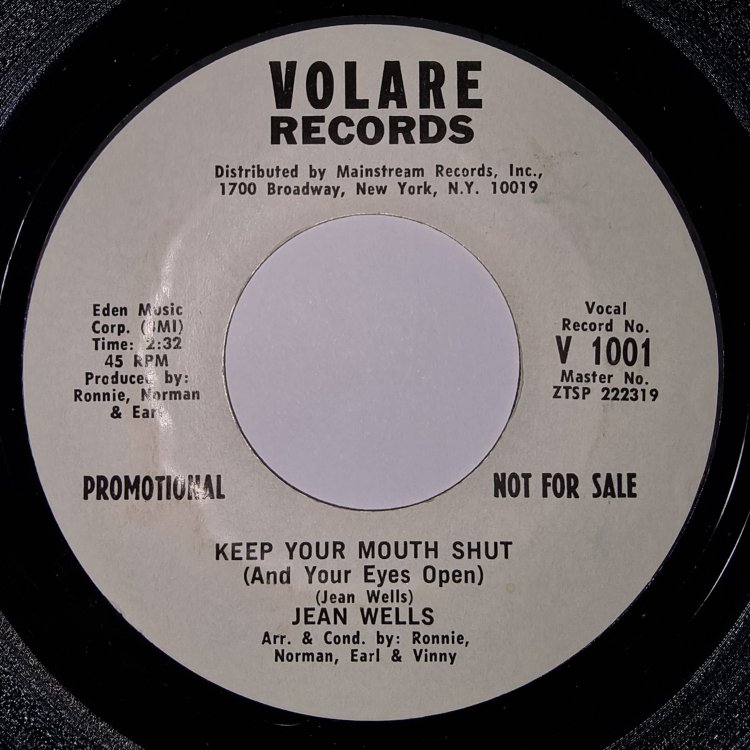 VOLARE
RECORDS
Distributed by Mainstream Records, Inc.,
1700 Broadway, New York, N.Y. 10019
Eden Music
Corp. (BMI)
Time: 2:32
45 RPM
Produced by:
Ronnie, Norman
& Earl
Vocal
Record No.
V 1001
Master No.
ZTSP 222319
PROMOTIONAL
NOT FOR SALE
KEEP YOUR MOUTH SHUT
(And Your Eyes Open)
(Jean Wells)
JEAN WELLS
Arr. & Cond. by: Ronnie,
Norman, Earl & Vinny